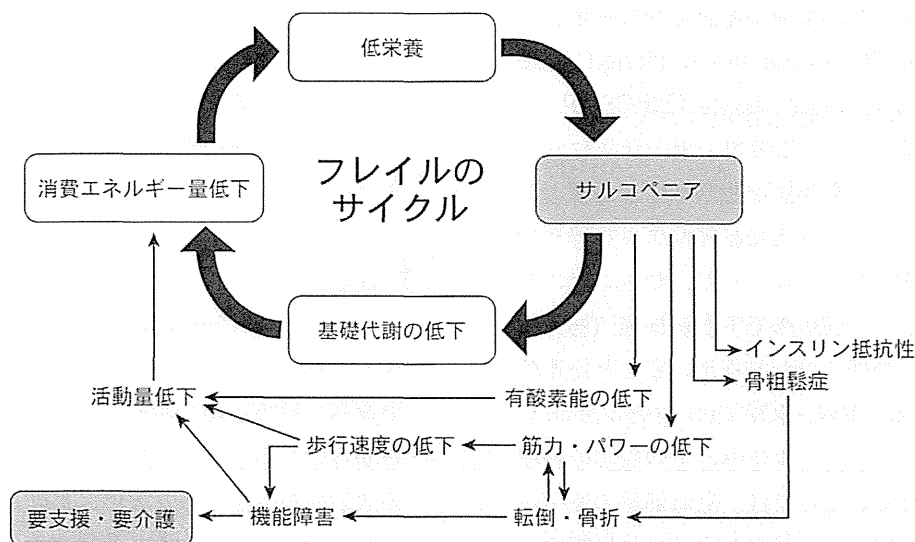 低栄養
消費エネルギー量低下
フレイルの
サイクル
サルコペニア
基礎代謝の低下
インスリン抵抗性
骨粗鬆症
活動量低下
有酸素能の低下
歩行速度の低下
筋力・パワーの低下
要支援・要介護
機能障害
転倒・骨折